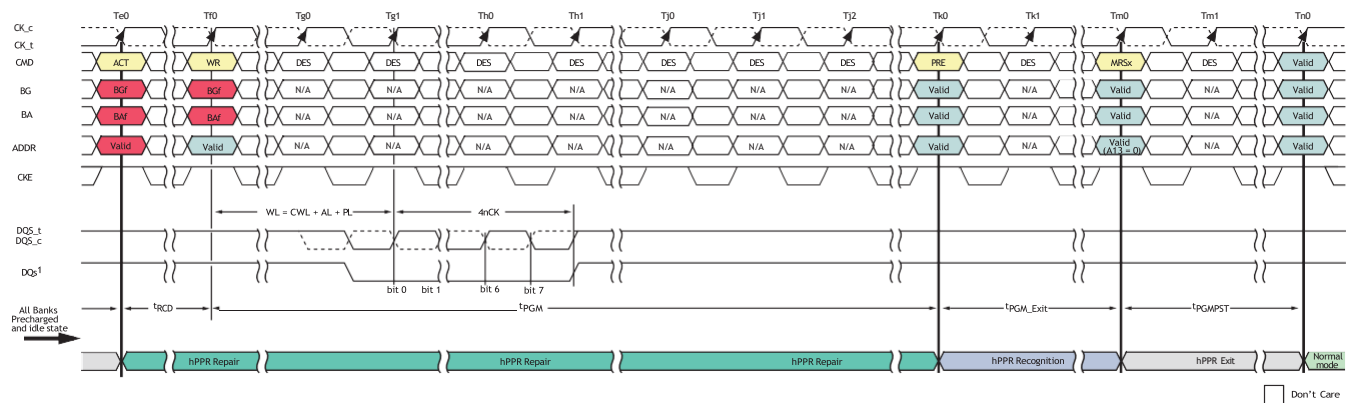 Te0 Tf0 Tg0 Tg1 Th0 Th1 Tj0 Tj1 Tj2 Tk0 Tk1 Tm0 Tm1 Tn0
CK_c
CK_t
CMD ACT WR DES DES DES DES DES DES DES PRE DES MRSx DES Valid
BG BGf BGf N/A N/A N/A N/A N/A N/A N/A Valid N/A Valid N/A Valid
BA BAf BAf N/A N/A N/A N/A N/A N/A N/A Valid N/A Valid N/A Valid
ADDR Valid Valid N/A N/A N/A N/A N/A N/A N/A Valid N/A Valid (A13 = 0) N/A Valid
CKE
WL = CWL + AL + PL 4nCK
DQS_t
DQS_c
DQs1
bit 0 bit 1 bit 6 bit 7
All Banks
Precharged
and idle state
tRCD tPGM tPGM_Exit tPGMPST
hPPR Repair hPPR Repair hPPR Repair hPPR Recognition hPPR Exit Normal mode
Don't Care